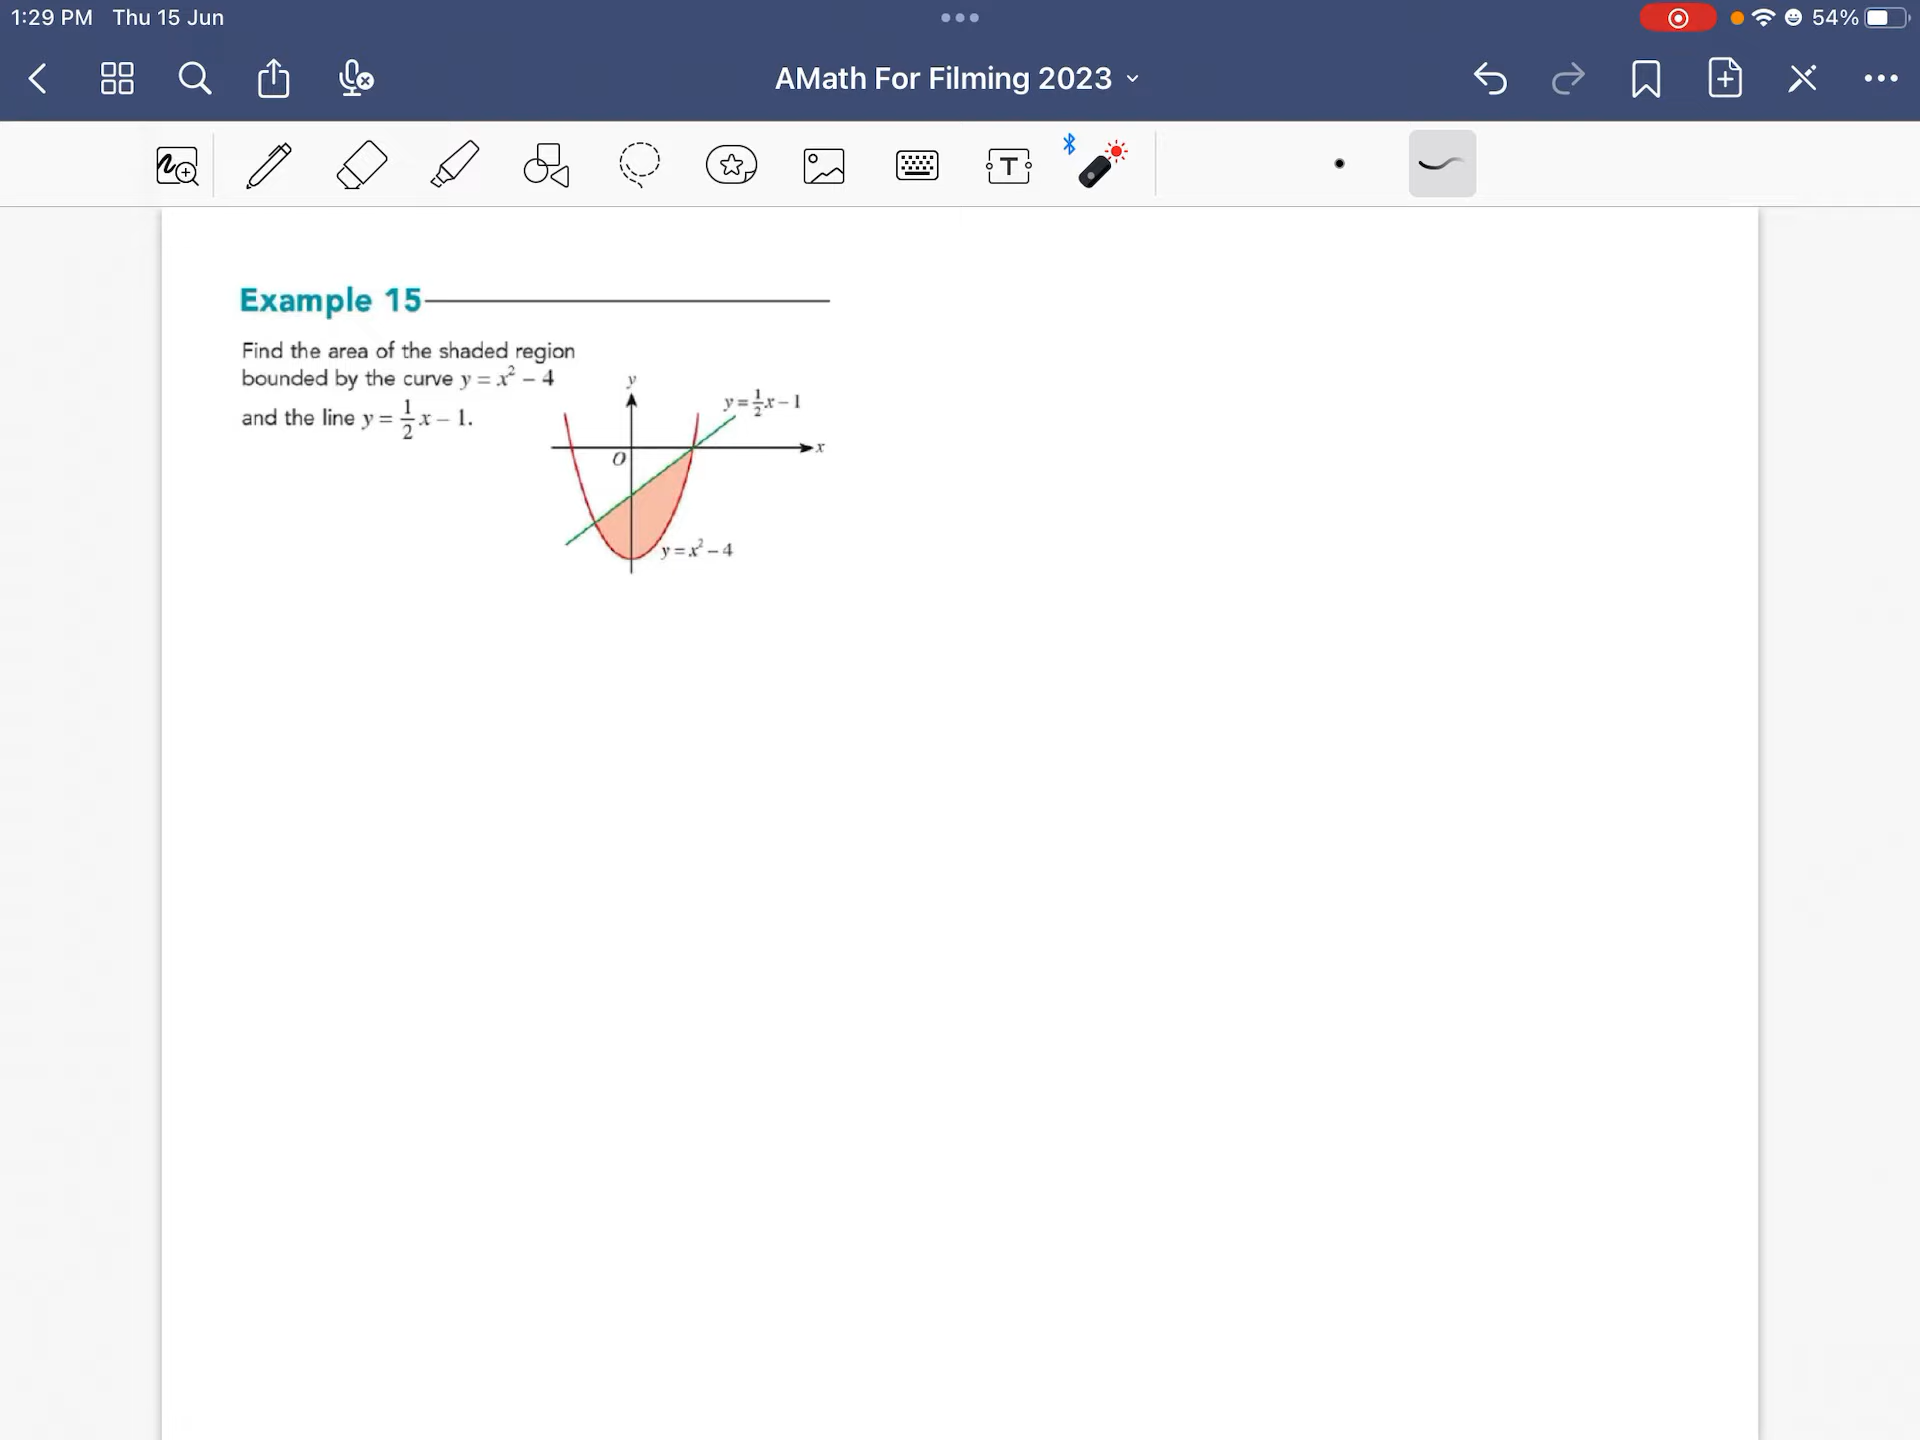 1:29 PM Thu 15 Jun
54%
AMath For Filming 2023
T
Example 15
Find the area of the shaded region
bounded by the curve y = x² – 4
and the line y = 1/2 x – 1.
y
y = 1/2 x – 1
O
x
y = x² – 4